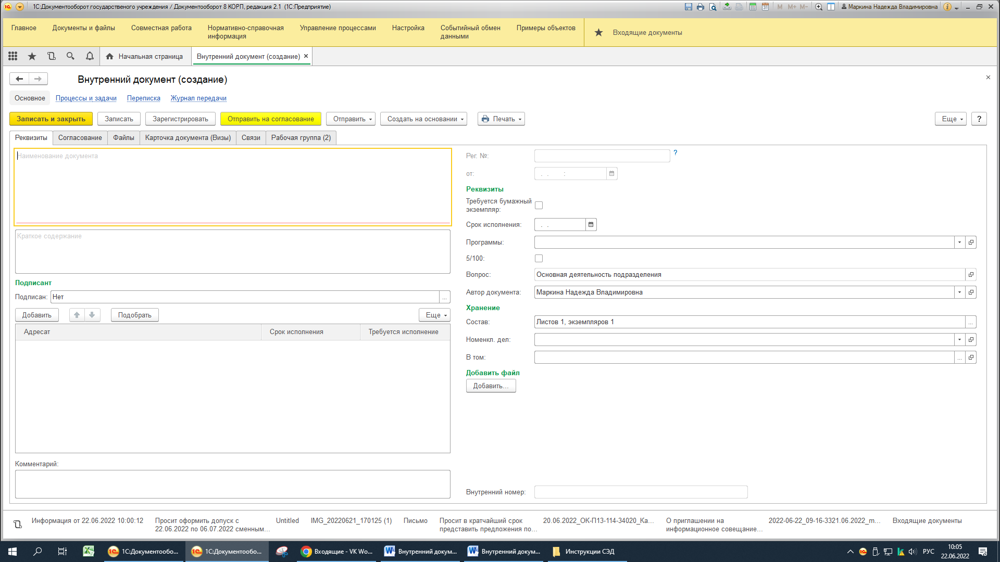 1С:Документооборот государственого учреждения / Документооборот 8 КОРП, редакция 2.1 (1С:Предприятие)
M M+ M-
Маркина Надежда Владимировна
Главное
Документы и файлы
Совместная работа
Нормативно-справочная
информация
Управление процессами
Настройка
Событийный обмен
данными
Примеры объектов
Входящие документы
Начальная страница
Внутренний документ (создание)
Внутренний документ (создание)
Основное
Процессы и задачи
Переписка
Журнал передачи
Записать и закрыть
Записать
Зарегистрировать
Отправить на согласование
Отправить
Создать на основании
Печать
Еще
?
Реквизиты
Согласование
Файлы
Карточка документа (Визы)
Связи
Рабочая группа (2)
Наименование документа
Краткое содержание
Подписант
Подписан: Нет
...
Добавить
Подобрать
Еще
Адресат
Срок исполнения
Требуется исполнение
Комментарий:
Рег. №:
?
от: . . :
Реквизиты
Требуется бумажный
экземпляр:
Срок исполнения: . .
Программы:
5/100:
Вопрос: Основная деятельность подразделения
Автор документа: Маркина Надежда Владимировна
Хранение
Состав: Листов 1, экземпляров 1
...
Номенкл. дел:
В том:
...
Добавить файл
Добавить...
Внутренний номер:
Информация от 22.06.2022 10:00:12
Просит оформить допуск с
22.06.2022 по 06.07.2022 сменным...
Untitled
IMG_20220621_170125 (1)
Письмо
Просит в кратчайший срок
представить предложения по...
20.06.2022_ОК-П13-114-34020_Ка...
О приглашении на
информационное совещание...
2022-06-22_09-16-3321.06.2022_m...
Входящие документы
1С:Документообо...
1С:Документообо...
Входящие - VK Wo...
Внутренний докум...
Внутренний докум...
Инструкции СЭД
РУС
10:05
22.06.2022